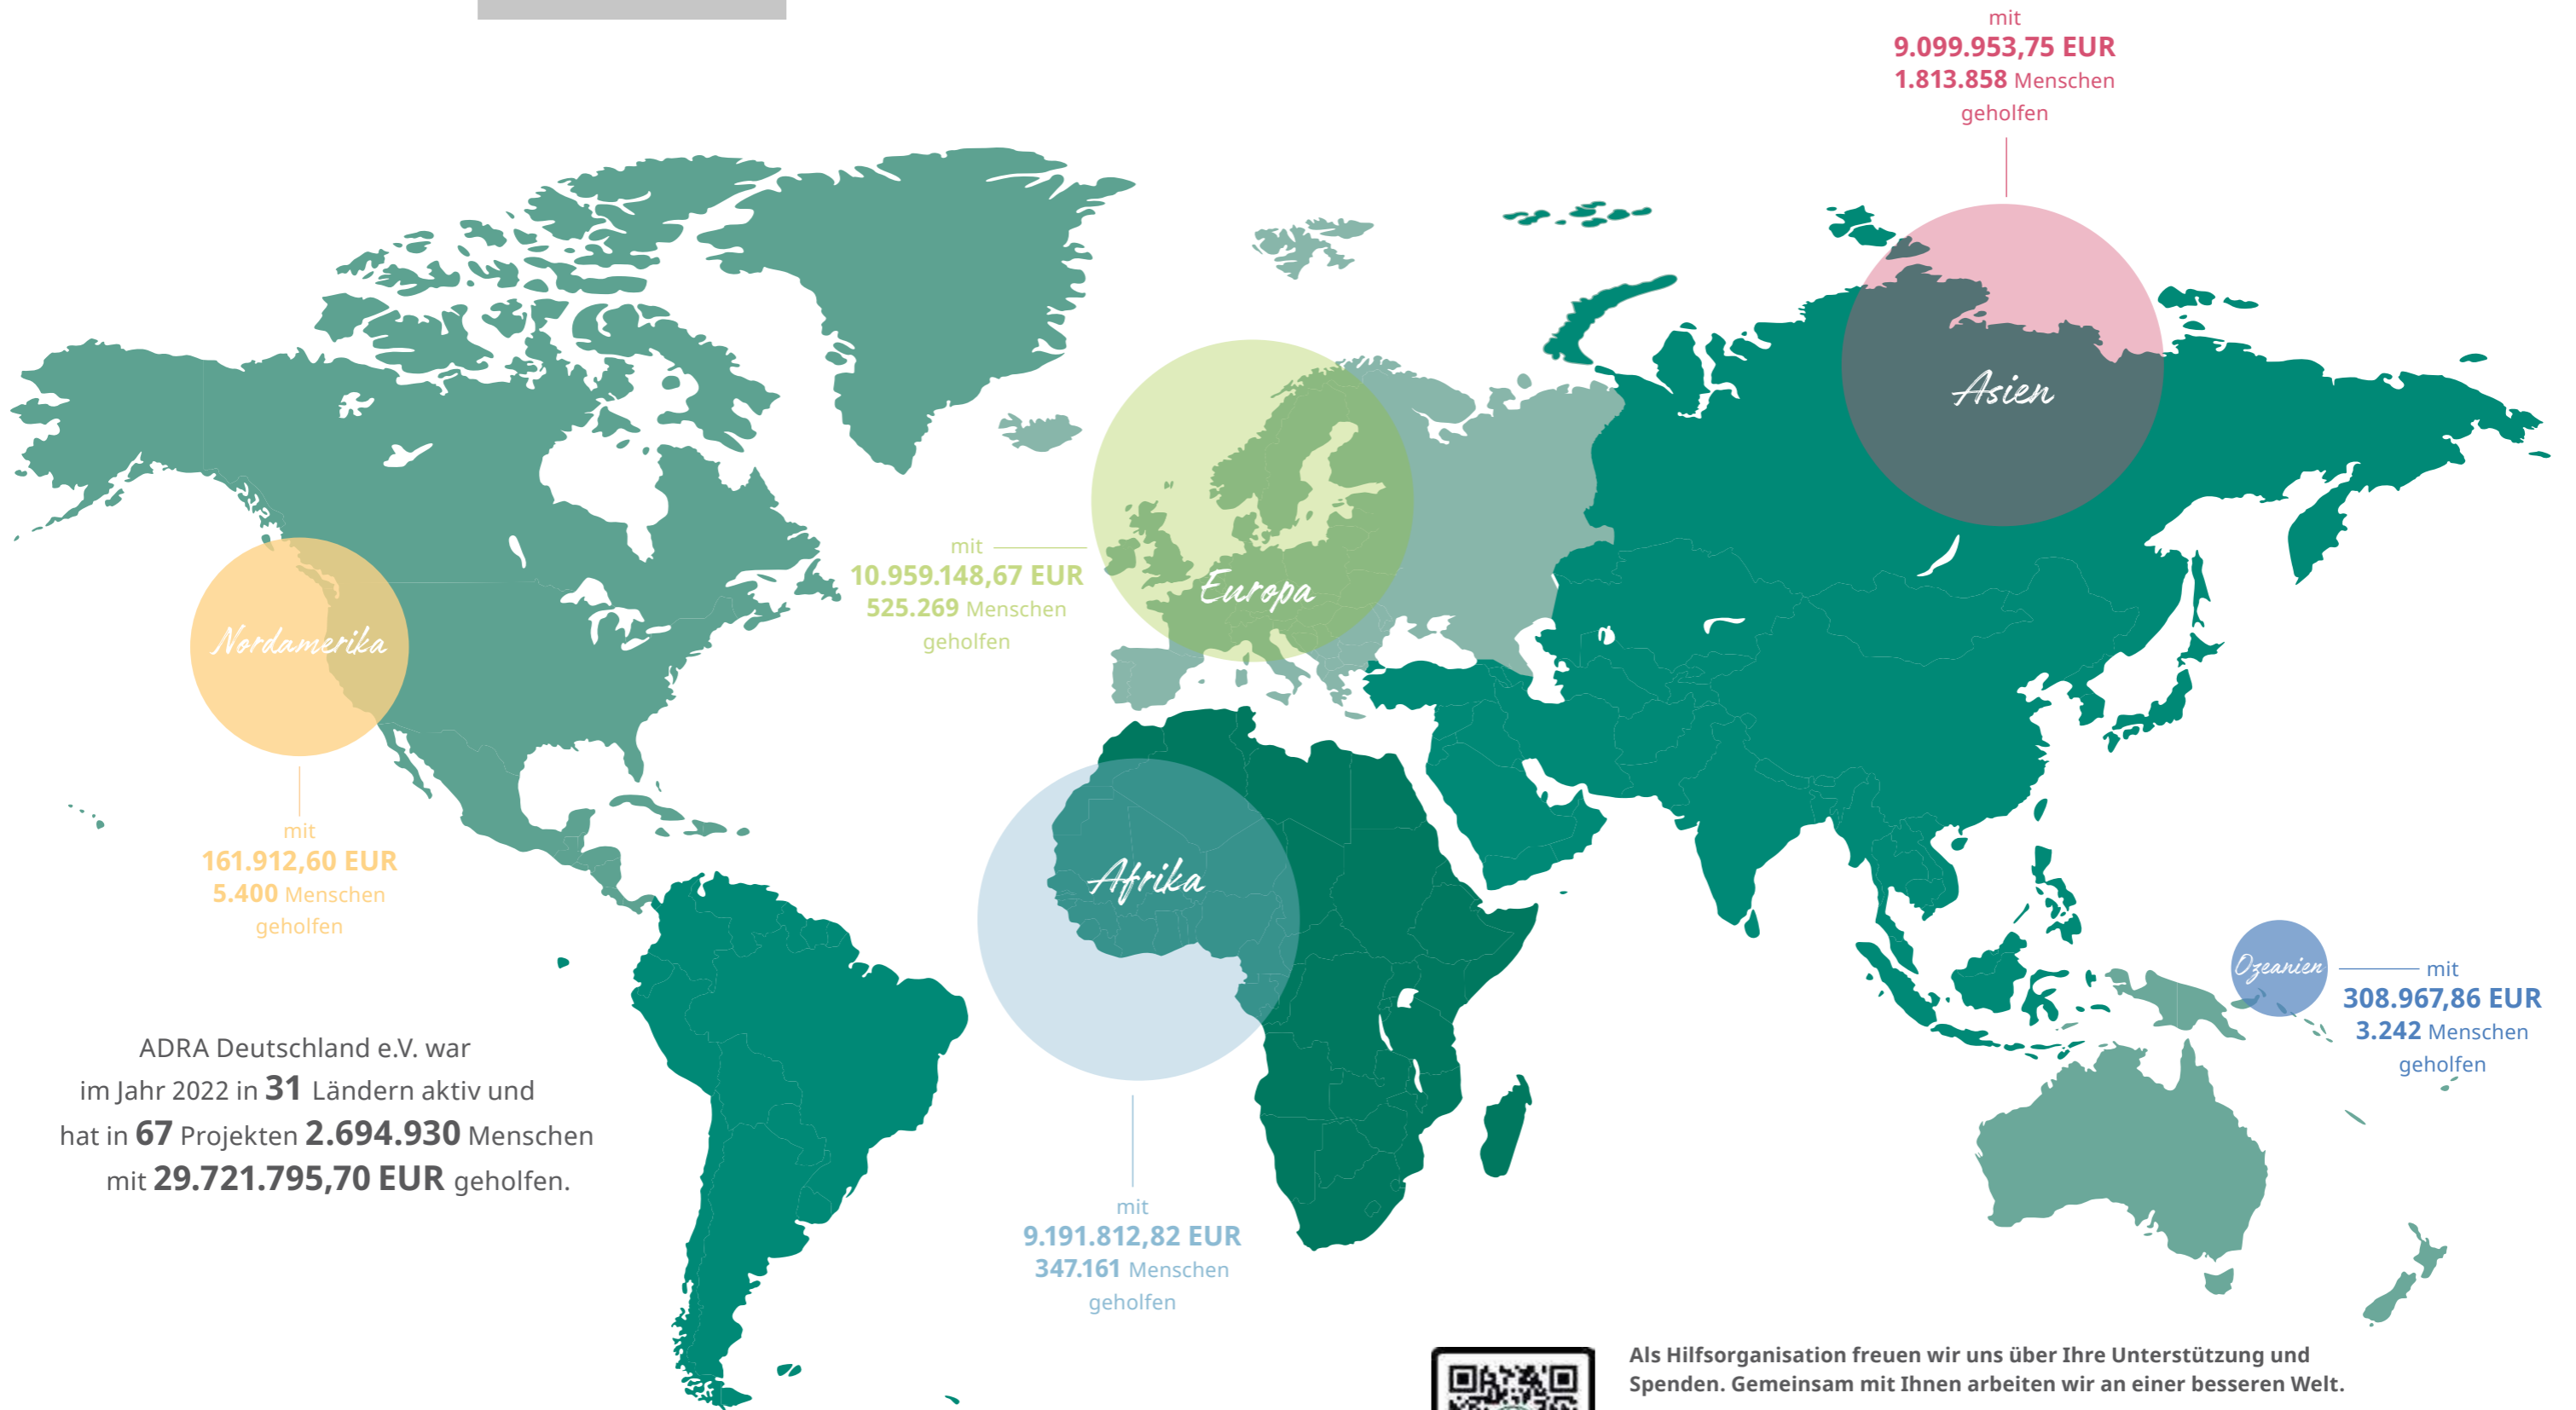 mit
9.099.953,75 EUR
1.813.858 Menschen
geholfen
Asien
mit
10.959.148,67 EUR
525.269 Menschen
geholfen
Europa
Nordamerika
mit
161.912,60 EUR
5.400 Menschen
geholfen
Afrika
mit
9.191.812,82 EUR
347.161 Menschen
geholfen
Ozeanien
mit
308.967,86 EUR
3.242 Menschen
geholfen
ADRA Deutschland e.V. war
im Jahr 2022 in 31 Ländern aktiv und
hat in 67 Projekten 2.694.930 Menschen
mit 29.721.795,70 EUR geholfen.
Als Hilfsorganisation freuen wir uns über Ihre Unterstützung und
Spenden. Gemeinsam mit Ihnen arbeiten wir an einer besseren Welt.